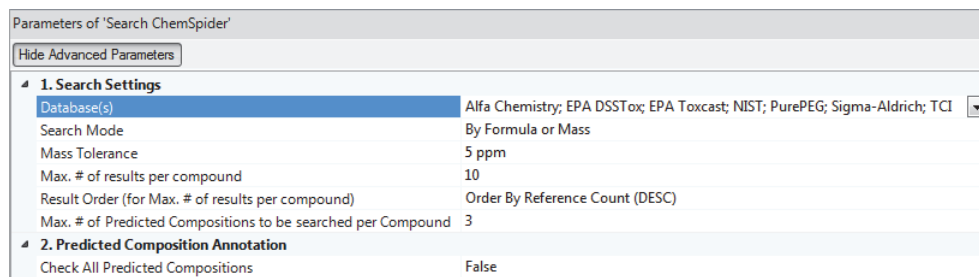 Parameters of 'Search ChemSpider'
Hide Advanced Parameters
1. Search Settings
Database(s) Alfa Chemistry; EPA DSSTox; EPA Toxcast; NIST; PurePEG; Sigma-Aldrich; TCI
Search Mode By Formula or Mass
Mass Tolerance 5 ppm
Max. # of results per compound 10
Result Order (for Max. # of results per compound) Order By Reference Count (DESC)
Max. # of Predicted Compositions to be searched per Compound 3
2. Predicted Composition Annotation
Check All Predicted Compositions False